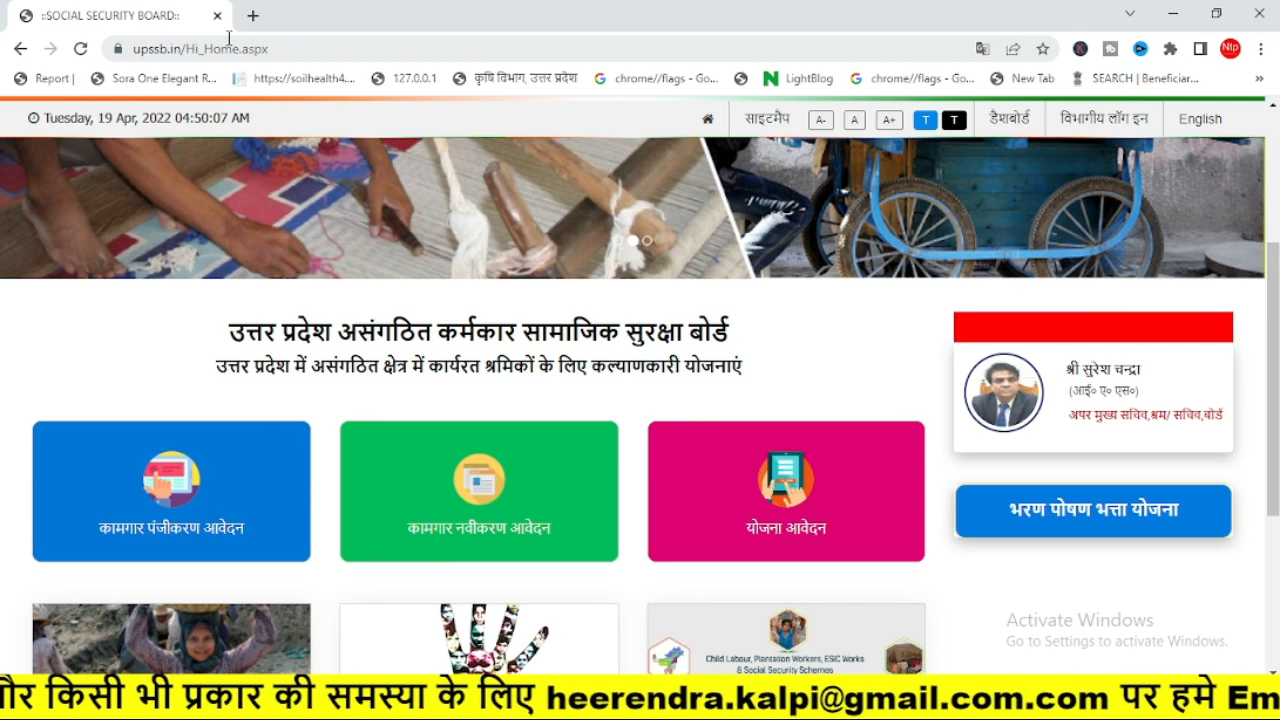 ::SOCIAL SECURITY BOARD::
upssb.in/Hi_Home.aspx
Nip
Report |
Sora One Elegant R...
https://soilhealth4....
127.0.0.1
कृषि विभाग, उत्तर प्रदेश
chrome//flags - Go...
LightBlog
chrome//flags - Go...
New Tab
SEARCH | Beneficiar...
Tuesday, 19 Apr, 2022 04:50:07 AM
साइटमैप
A-
A
A+
T
T
डैशबोर्ड
विभागीय लॉग इन
English
उत्तर प्रदेश असंगठित कर्मकार सामाजिक सुरक्षा बोर्ड
उत्तर प्रदेश में असंगठित क्षेत्र में कार्यरत श्रमिकों के लिए कल्याणकारी योजनाएं
श्री सुरेश चन्द्रा
(आई० ए० एस०)
अपर मुख्य सचिव,श्रम/ सचिव,बोर्ड
कामगार पंजीकरण आवेदन
कामगार नवीकरण आवेदन
योजना आवेदन
भरण पोषण भत्ता योजना
Child Labour, Plantation Workers, ESIC Works
& Social Security Schemes
Activate Windows
Go to Settings to activate Windows.
और किसी भी प्रकार की समस्या के लिए heerendra.kalpi@gmail.com.com पर हमे Em